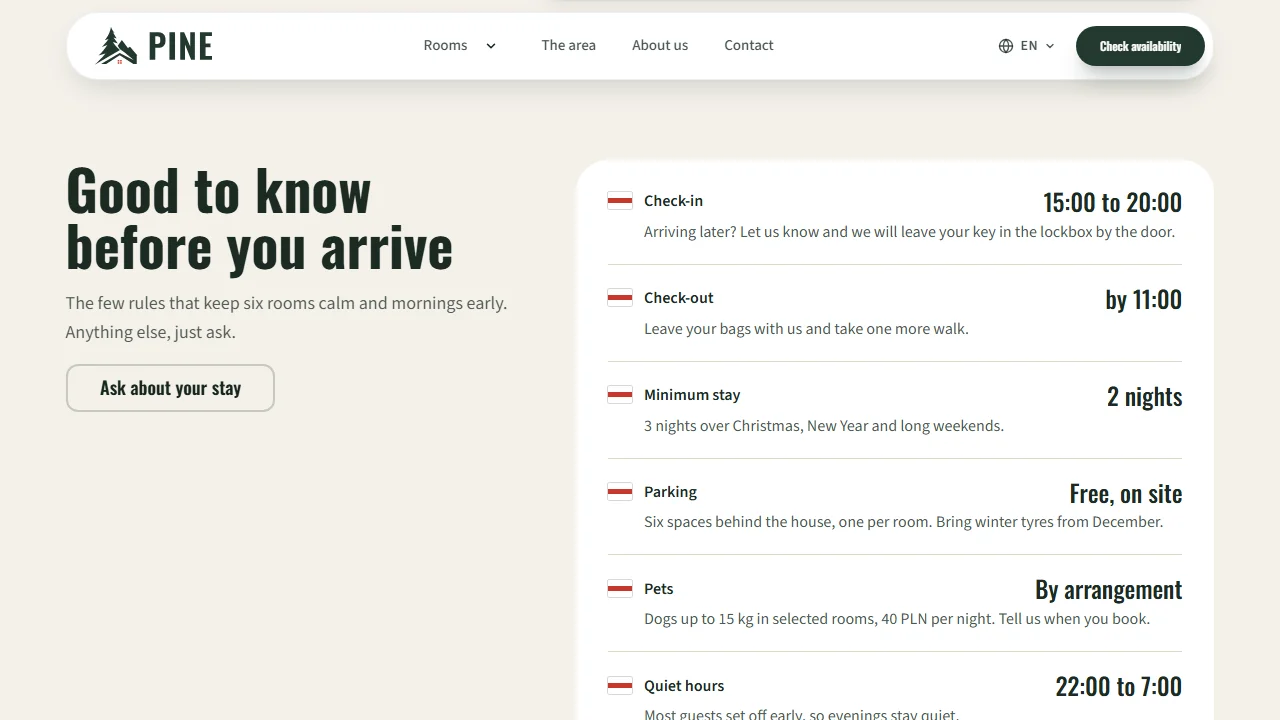 PINE
Rooms
The area
About us
Contact
EN
Check availability
Good to know
before you arrive
The few rules that keep six rooms calm and mornings early.
Anything else, just ask.
Ask about your stay
Check-in
15:00 to 20:00
Arriving later? Let us know and we will leave your key in the lockbox by the door.
Check-out
by 11:00
Leave your bags with us and take one more walk.
Minimum stay
2 nights
3 nights over Christmas, New Year and long weekends.
Parking
Free, on site
Six spaces behind the house, one per room. Bring winter tyres from December.
Pets
By arrangement
Dogs up to 15 kg in selected rooms, 40 PLN per night. Tell us when you book.
Quiet hours
22:00 to 7:00
Most guests set off early, so evenings stay quiet.